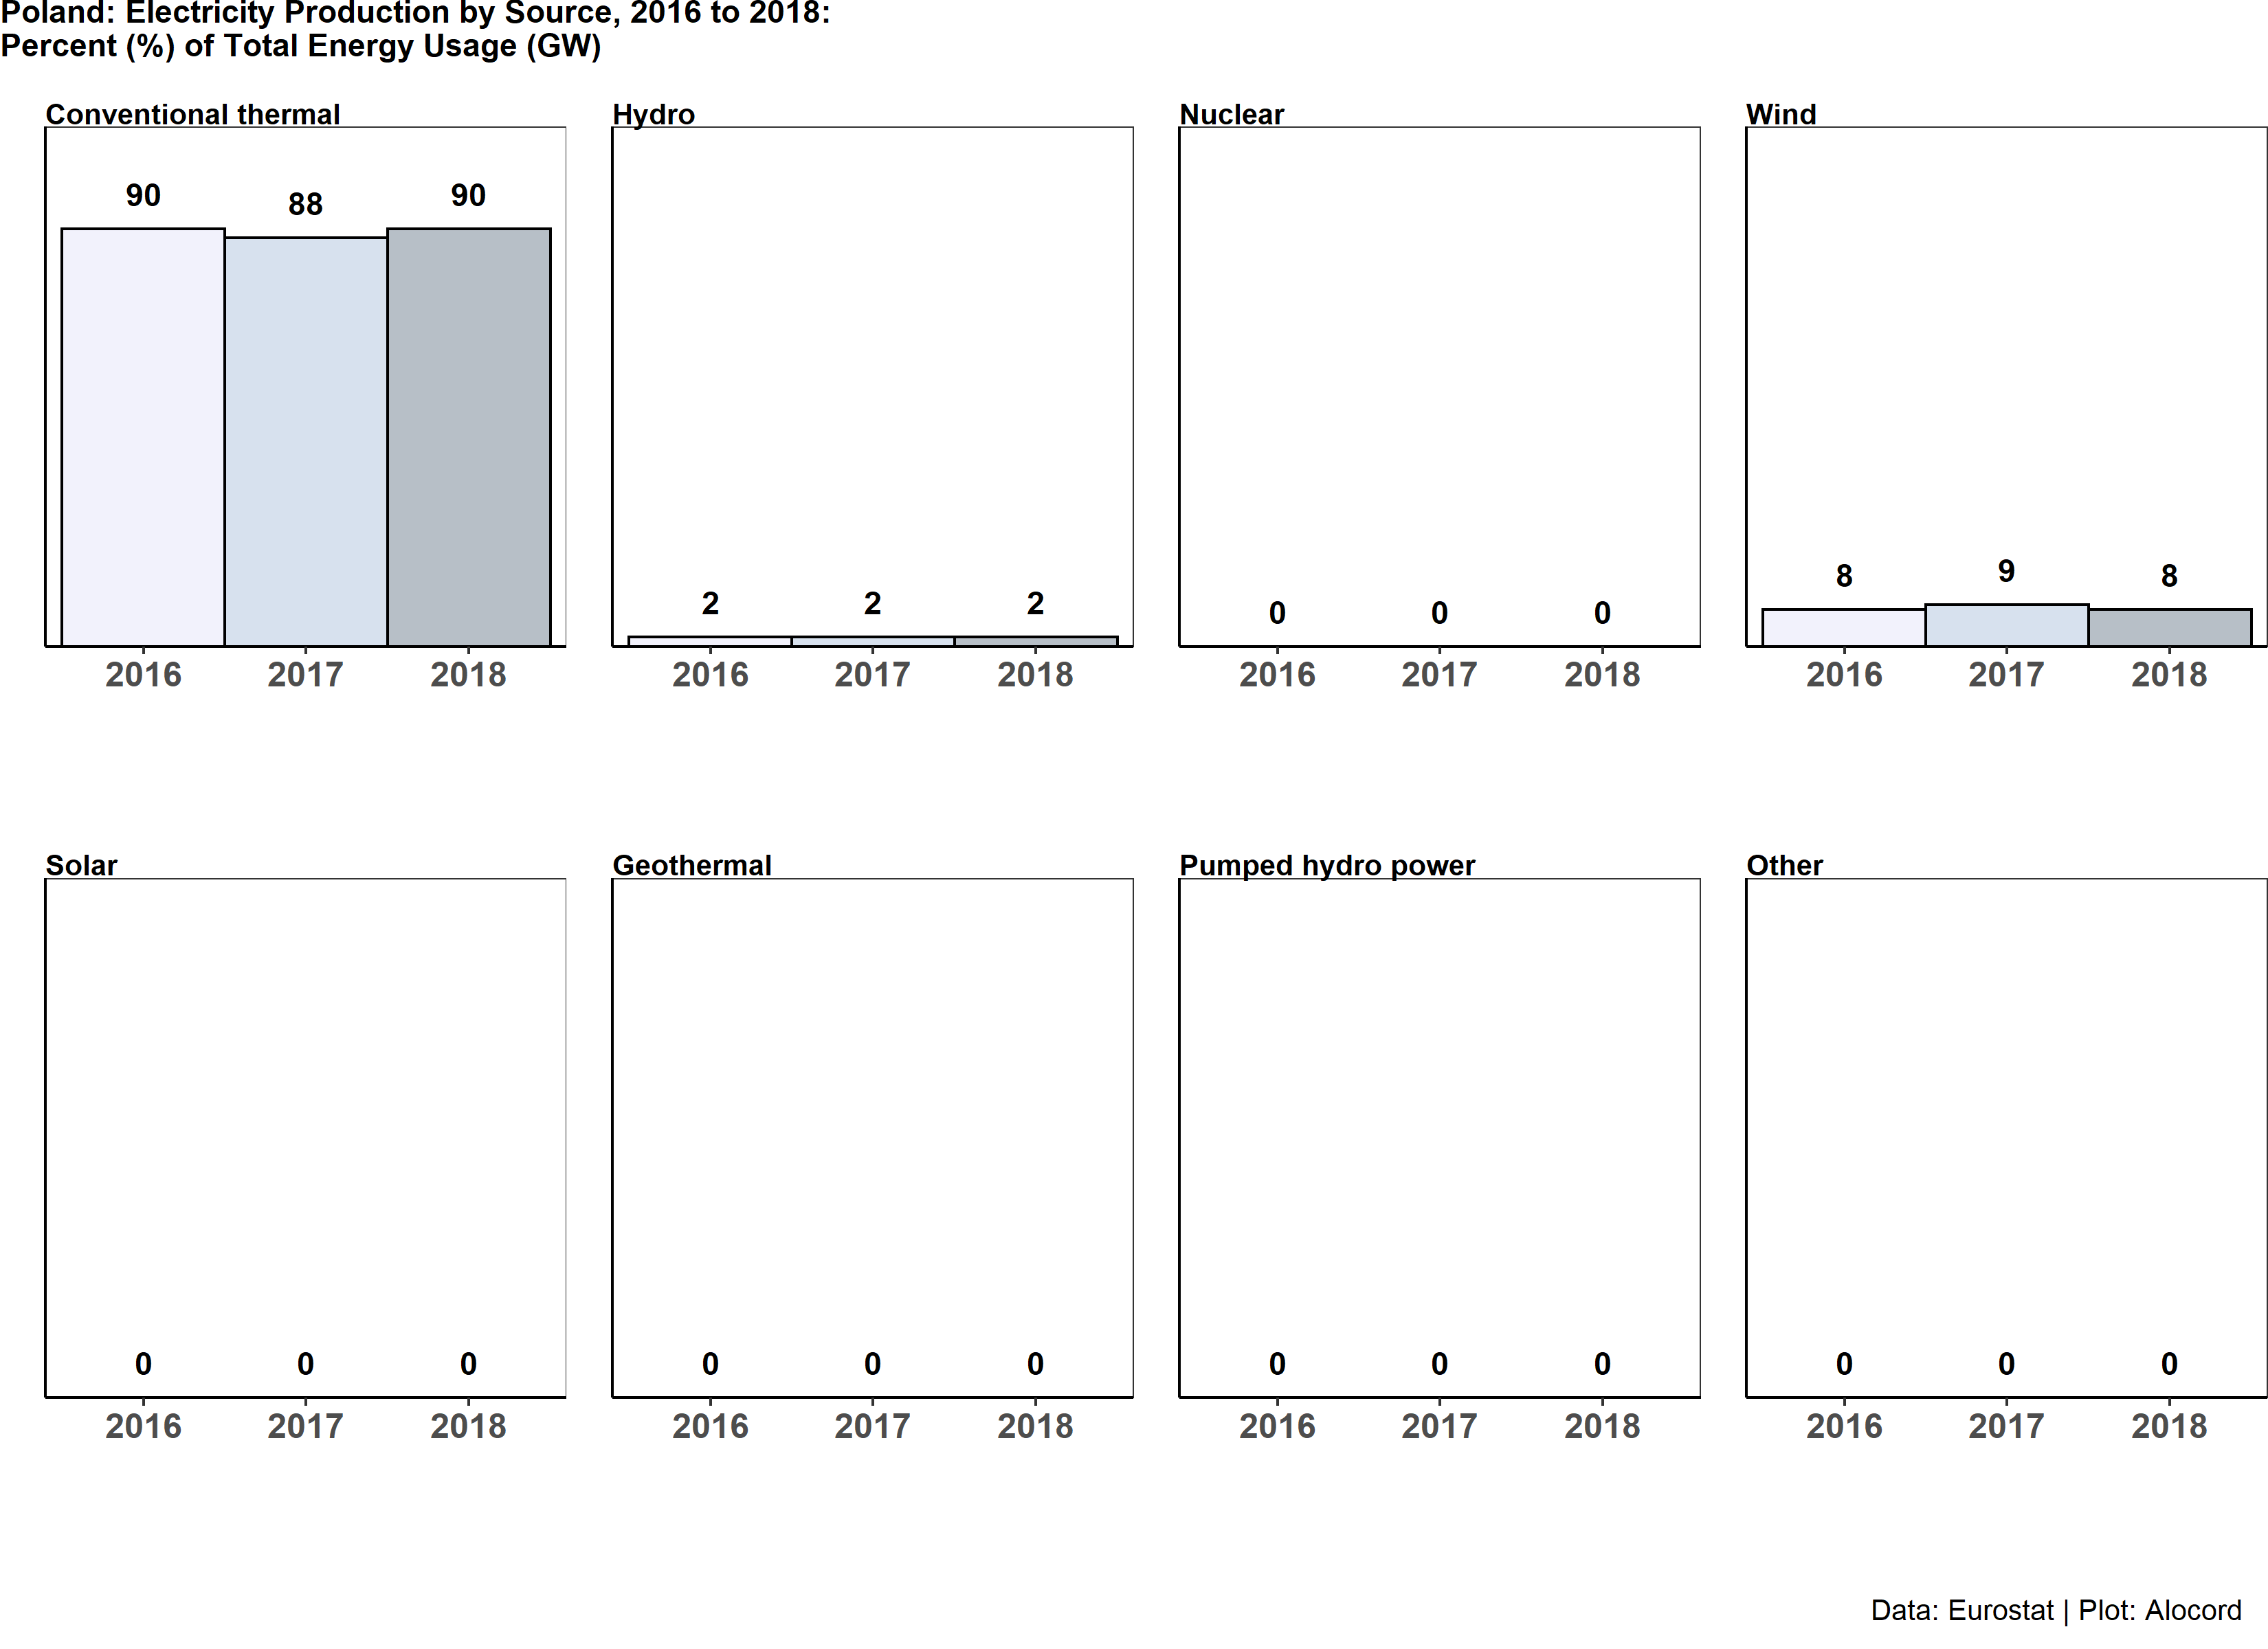 Poland: Electricity Production by Source, 2016 to 2018:
Percent (%) of Total Energy Usage (GW)
Conventional thermal
90 88 90
2016 2017 2018
Hydro
2 2 2
2016 2017 2018
Nuclear
0 0 0
2016 2017 2018
Wind
8 9 8
2016 2017 2018
Solar
0 0 0
2016 2017 2018
Geothermal
0 0 0
2016 2017 2018
Pumped hydro power
0 0 0
2016 2017 2018
Other
0 0 0
2016 2017 2018
Data: Eurostat | Plot: Alocord